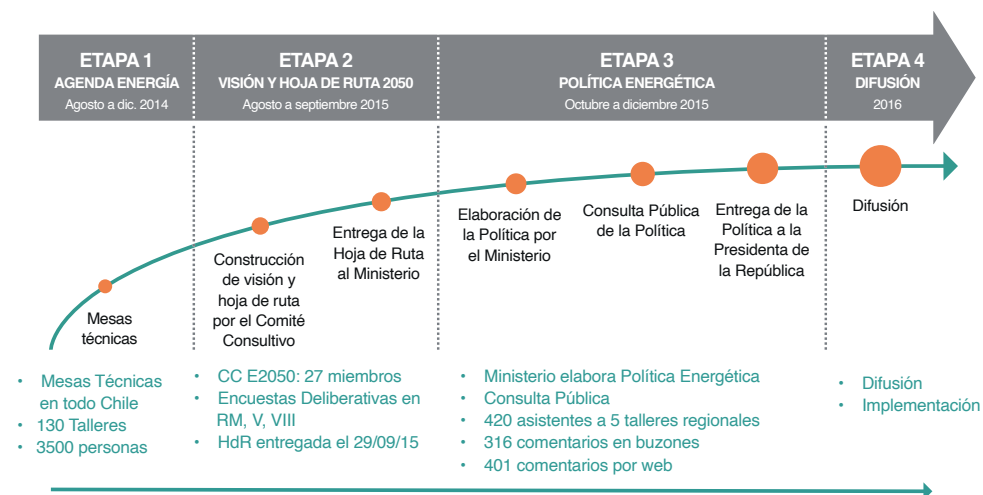 ETAPA 1
AGENDA ENERGÍA
Agosto a dic. 2014
ETAPA 2
VISIÓN Y HOJA DE RUTA 2050
Agosto a septiembre 2015
ETAPA 3
POLÍTICA ENERGÉTICA
Octubre a diciembre 2015
ETAPA 4
DIFUSIÓN
2016
Mesas
técnicas
Construcción
de visión y
hoja de ruta
por el Comité
Consultivo
Entrega de la
Hoja de Ruta
al Ministerio
Elaboración de
la Política por
el Ministerio
Consulta Pública
de la Política
Entrega de la
Política a la
Presidenta de
la República
Difusión
• Mesas Técnicas
en todo Chile
• 130 Talleres
• 3500 personas
• CC E2050: 27 miembros
• Encuestas Deliberativas en
RM, V, VIII
• HdR entregada el 29/09/15
• Ministerio elabora Política Energética
• Consulta Pública
• 420 asistentes a 5 talleres regionales
• 316 comentarios en buzones
• 401 comentarios por web
• Difusión
• Implementación